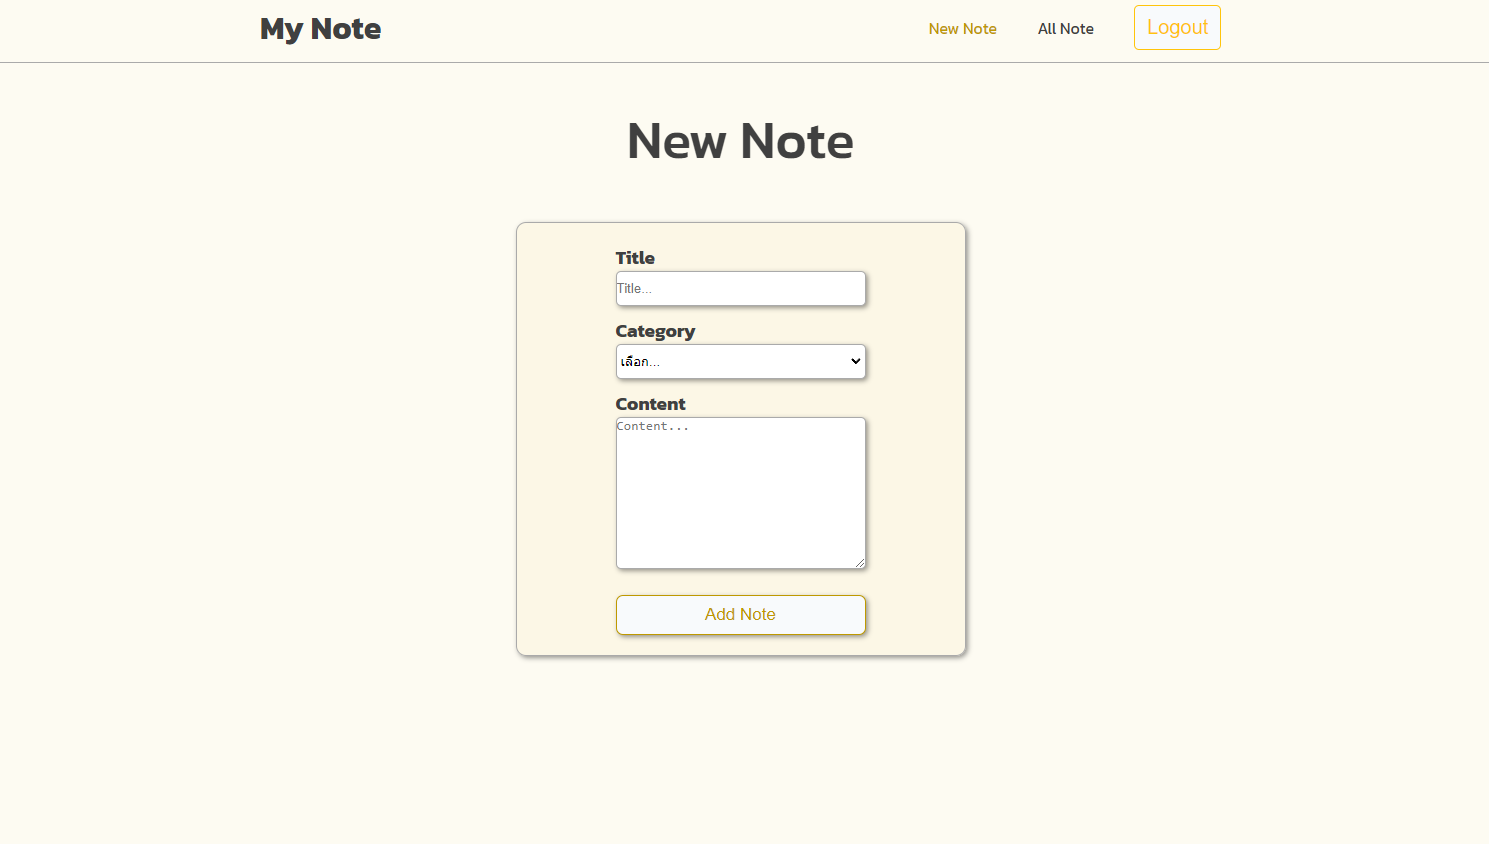 My Note
New Note
All Note
Logout
New Note
Title
Title...
Category
เลือก...
Content
Content...
Add Note